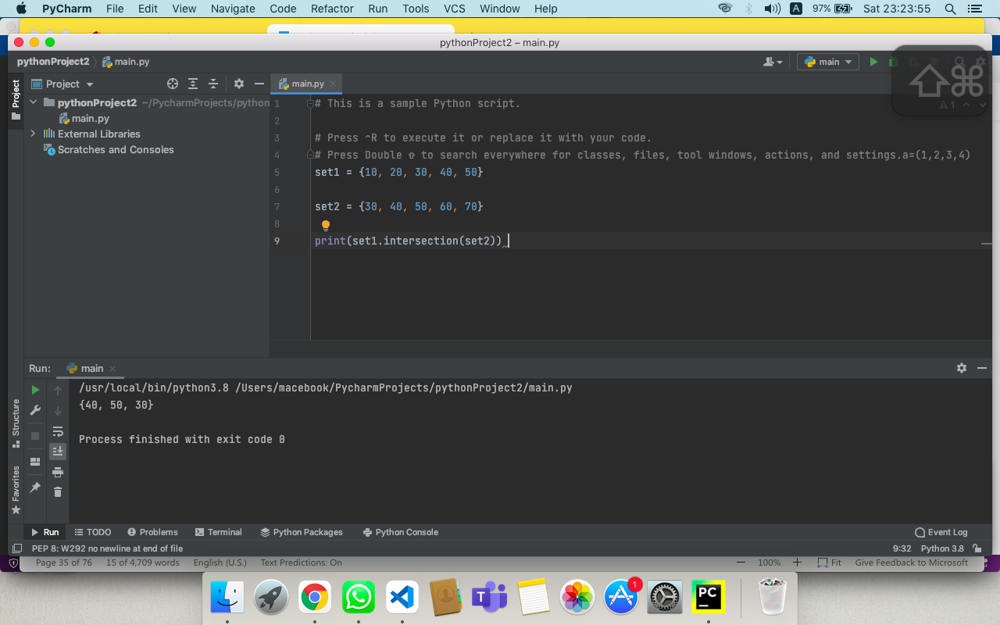 PyCharm File Edit View Navigate Code Refactor Run Tools VCS Window Help A 97% Sat 23:23:55
pythonProject2 – main.py
pythonProject2 main.py main
Project Project main.py
pythonProject2 ~/PycharmProjects/python
main.py
External Libraries
Scratches and Consoles
1 # This is a sample Python script.
2
3 # Press ^R to execute it or replace it with your code.
4 # Press Double ⇧ to search everywhere for classes, files, tool windows, actions, and settings.a=(1,2,3,4)
5 set1 = {10, 20, 30, 40, 50}
6
7 set2 = {30, 40, 50, 60, 70}
8
9 print(set1.intersection(set2))
⇧⌘
1
Run: main
/usr/local/bin/python3.8 /Users/macebook/PycharmProjects/pythonProject2/main.py
{40, 50, 30}
Process finished with exit code 0
Structure
Favorites
Run TODO Problems Terminal Python Packages Python Console Event Log
PEP 8: W292 no newline at end of file 9:32 Python 3.8
Page 35 of 76 15 of 4,709 words English (U.S.) Text Predictions: On 100% Fit Give Feedback to Microsoft
T 1 PC